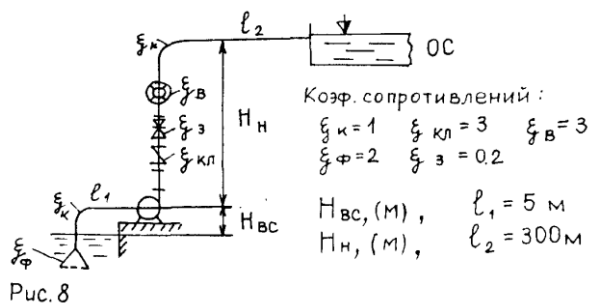 ℓ₂
ξк
ОС
ξв
Коэф. сопротивлений:
Hн
ξк=1 ξкл=3 ξв=3
ξз
ξф=2 ξз=0.2
ξкл
ξк
ℓ₁
Hвс
Hвс, (м), ℓ₁=5 м
Hн, (м), ℓ₂=300м
ξф
Рис. 8